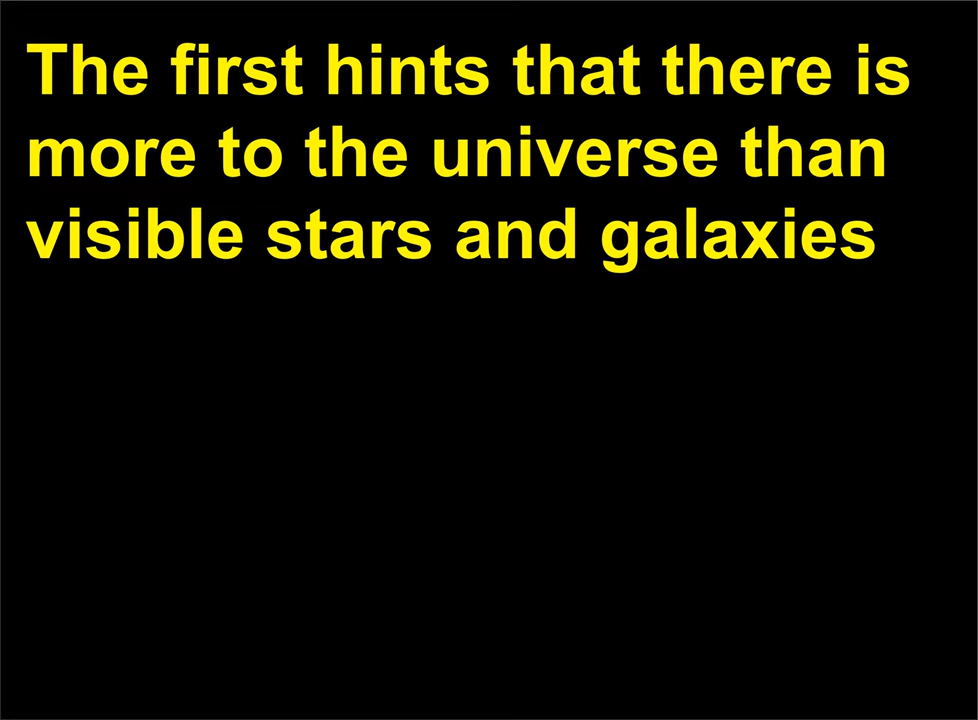 The first hints that there is
more to the universe than
visible stars and galaxies